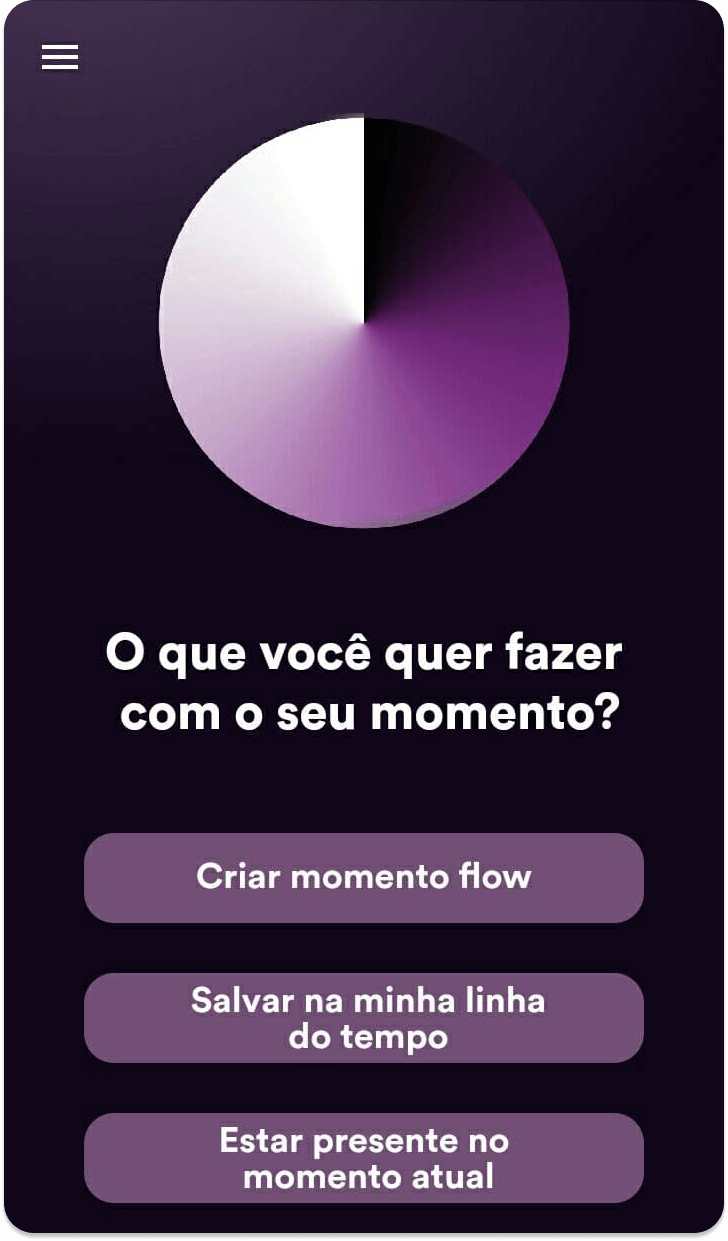 O que você quer fazer
com o seu momento?
Criar momento flow
Salvar na minha linha
do tempo
Estar presente no
momento atual